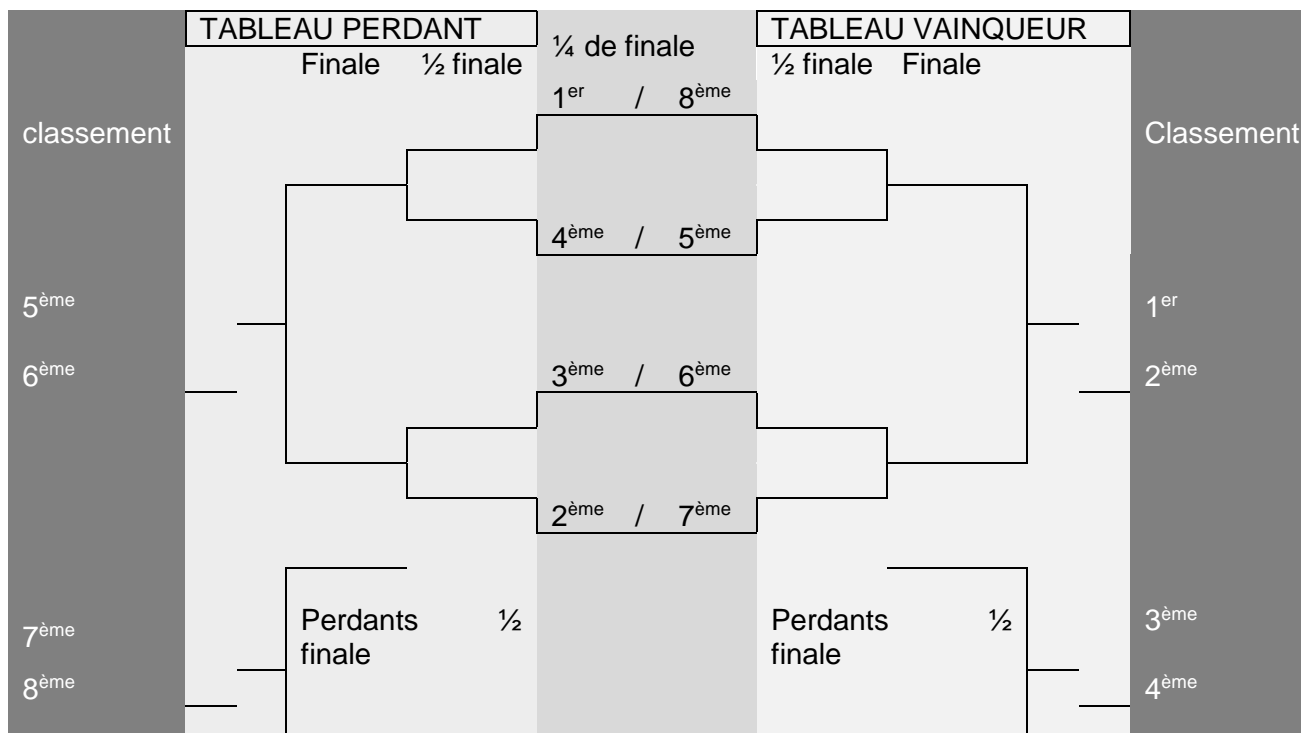 TABLEAU PERDANT ¼ de finale TABLEAU VAINQUEUR
Finale ½ finale ½ finale Finale
1er / 8ème
classement Classement
4ème / 5ème
5ème 1er
6ème 3ème / 6ème 2ème
2ème / 7ème
Perdants ½ Perdants ½ 3ème
7ème
finale finale
8ème 4ème